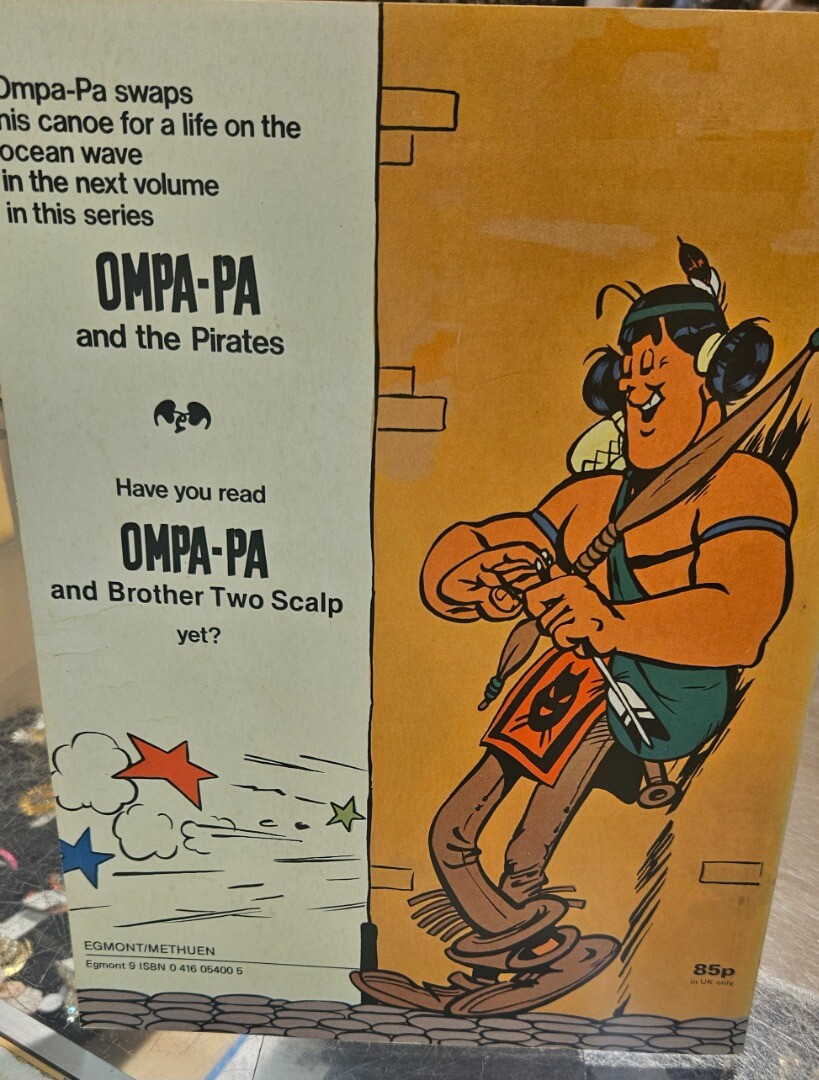 Ompa-Pa swaps
his canoe for a life on the
ocean wave
in the next volume
in this series
OMPA-PA
and the Pirates
Have you read
OMPA-PA
and Brother Two Scalp
yet?
EGMONT/METHUEN
Egmont 9 ISBN 0 416 05400 5
85p
in UK only